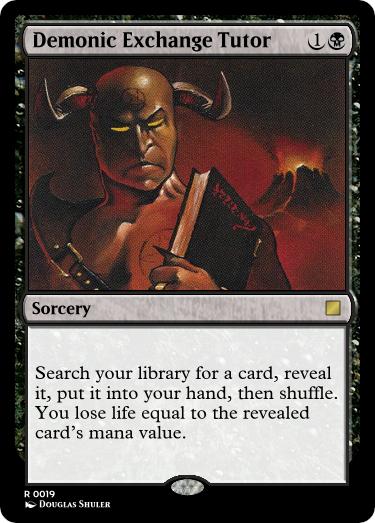 Demonic Exchange Tutor 1
Sorcery
Search your library for a card, reveal
it, put it into your hand, then shuffle.
You lose life equal to the revealed
card's mana value.
R 0019
Douglas Shuler